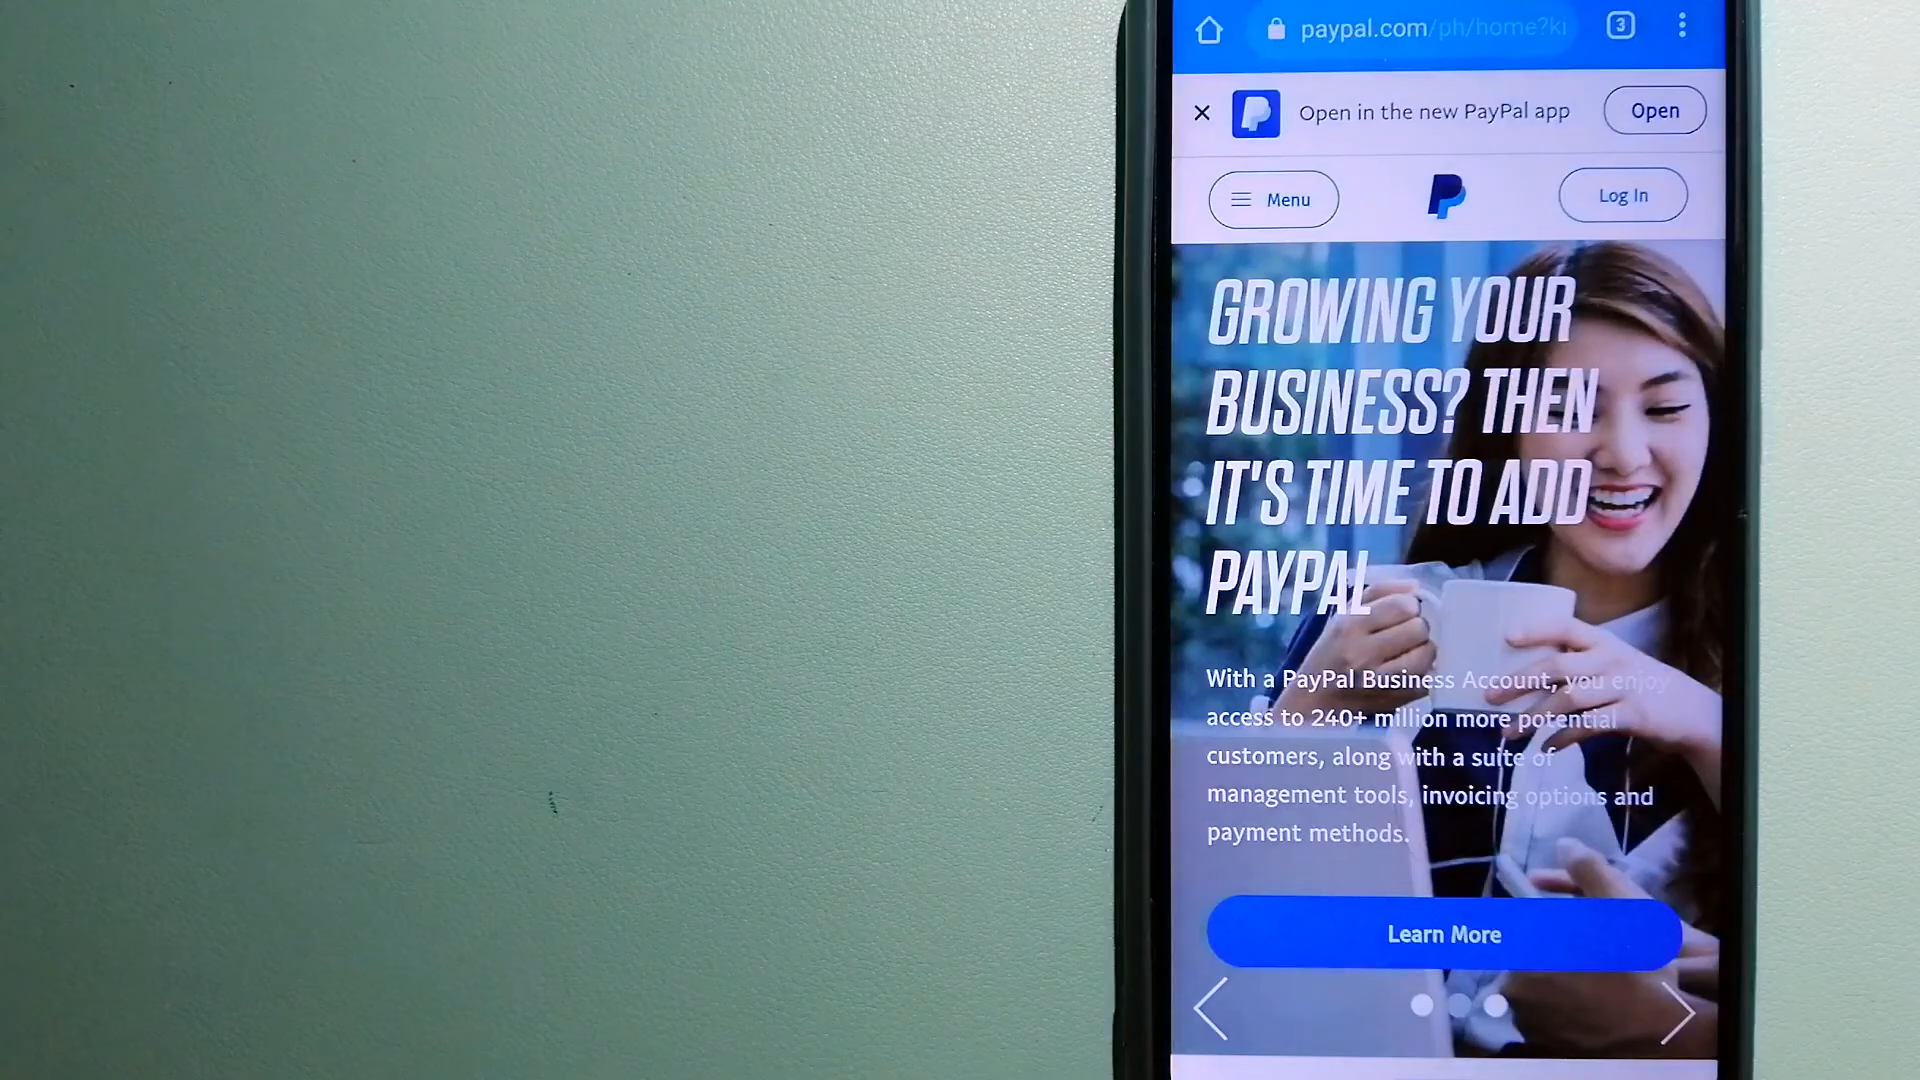 paypal.com/ph/home?ki
3
Open in the new PayPal app
Open
Menu
Log In
GROWING YOUR
BUSINESS? THEN
IT'S TIME TO ADD
PAYPAL
With a PayPal Business Account, you enjoy
access to 240+ million more potential
customers, along with a suite of
management tools, invoicing options and
payment methods.
Learn More